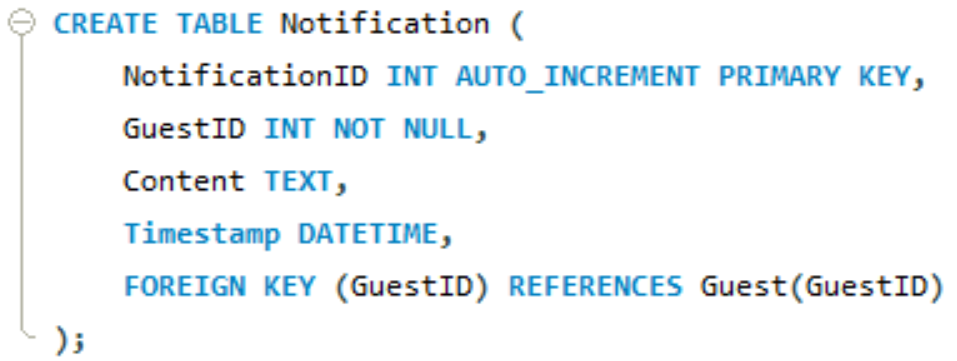 CREATE TABLE Notification (
NotificationID INT AUTO_INCREMENT PRIMARY KEY,
GuestID INT NOT NULL,
Content TEXT,
Timestamp DATETIME,
FOREIGN KEY (GuestID) REFERENCES Guest(GuestID)
);